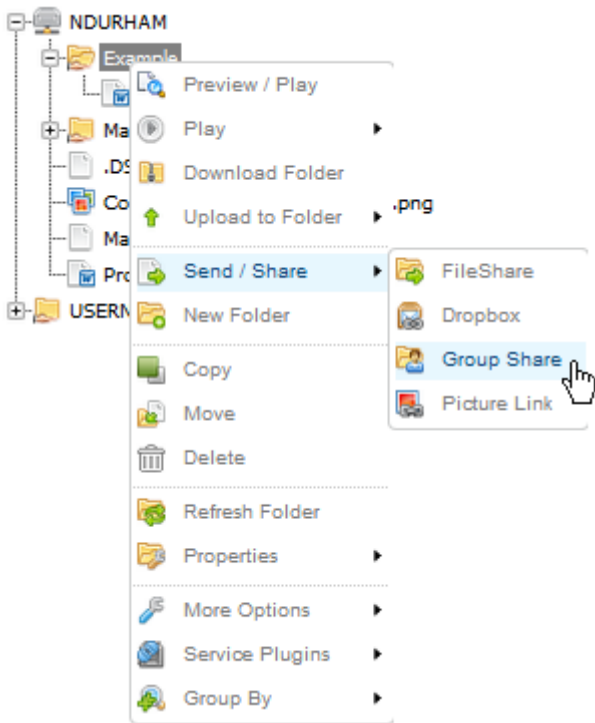 NDURHAM
Example
Preview / Play
Ma Play
.DS Download Folder
Co Upload to Folder .png
Ma
Pro Send / Share FileShare
USERN New Folder Dropbox
Copy Group Share
Move Picture Link
Delete
Refresh Folder
Properties
More Options
Service Plugins
Group By